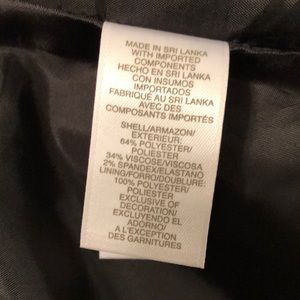 MADE IN SRI LANKA
WITH IMPORTED
COMPONENTS
HECHO EN SRI LANKA
CON INSUMOS
IMPORTADOS
FABRIQUÉ AU SRI LANKA
AVEC DES
COMPOSANTS IMPORTÉS
SHELL/ARMAZON/
EXTERIEUR:
64% POLYESTER/
POLIESTER
34% VISCOSE/VISCOSA
2% SPANDEX/ELASTANO
LINING/FORRO/DOUBLURE:
100% POLYESTER/
POLIESTER
EXCLUSIVE OF
DECORATION/
EXCLUYENDO EL
ADORNO/
A L'EXCEPTION
DES GARNITURES